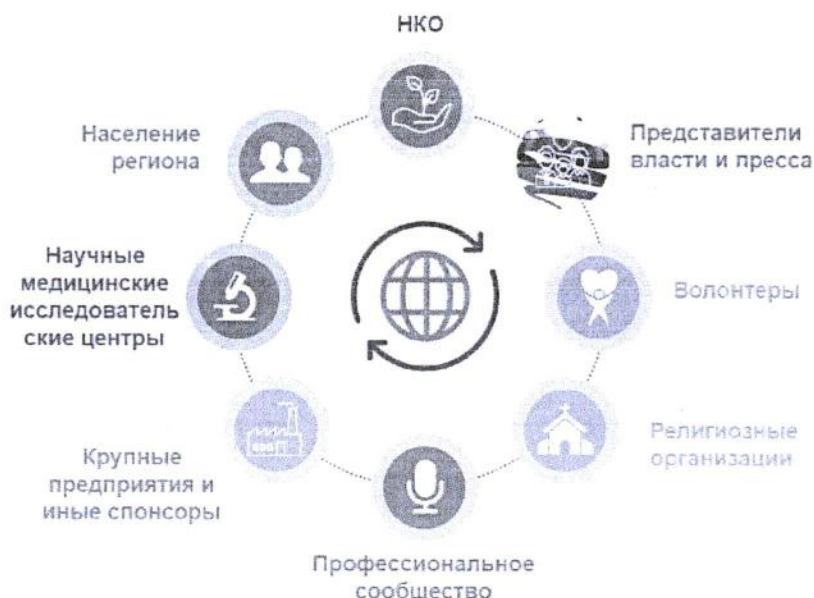 НКО
Представители
власти и пресса
Волонтеры
Религиозные
организации
Профессиональное
сообщество
Крупные
предприятия и
иные спонсоры
Научные
медицинские
исследователь
ские центры
Население
региона